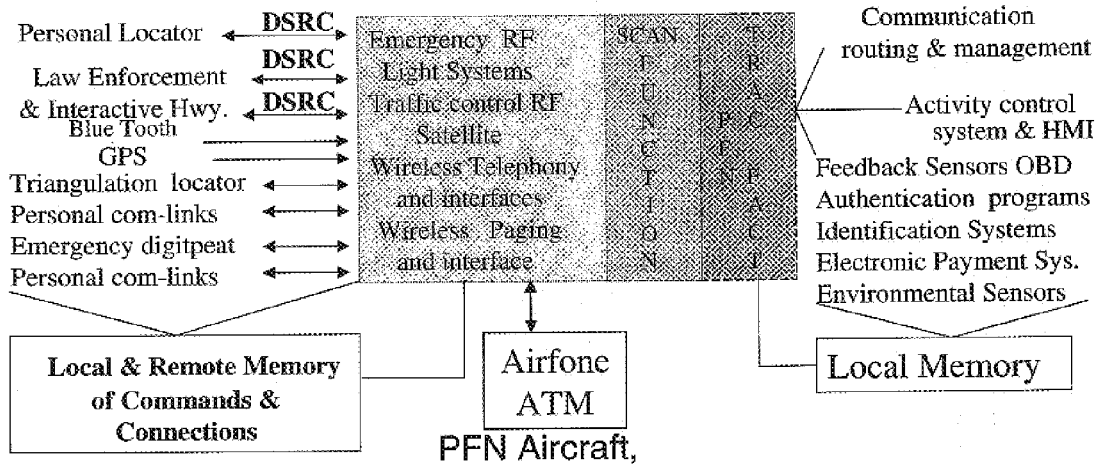 Personal Locator DSRC
Law Enforcement DSRC
& Interactive Hwy. DSRC
Blue Tooth
GPS
Triangulation locator
Personal com-links
Emergency digitpeat
Personal com-links
Emergency RF
Light Systems
Traffic control RF
Satellite
Wireless Telephony
and interfaces
Wireless Paging
and interface
SCAN
FUNCTION
Communication
routing & management
Activity control
system & HMI
Feedback Sensors OBD
Authentication programs
Identification Systems
Electronic Payment Sys.
Environmental Sensors
Local & Remote Memory
of Commands &
Connections
Airfone
ATM
Local Memory
PFN Aircraft,